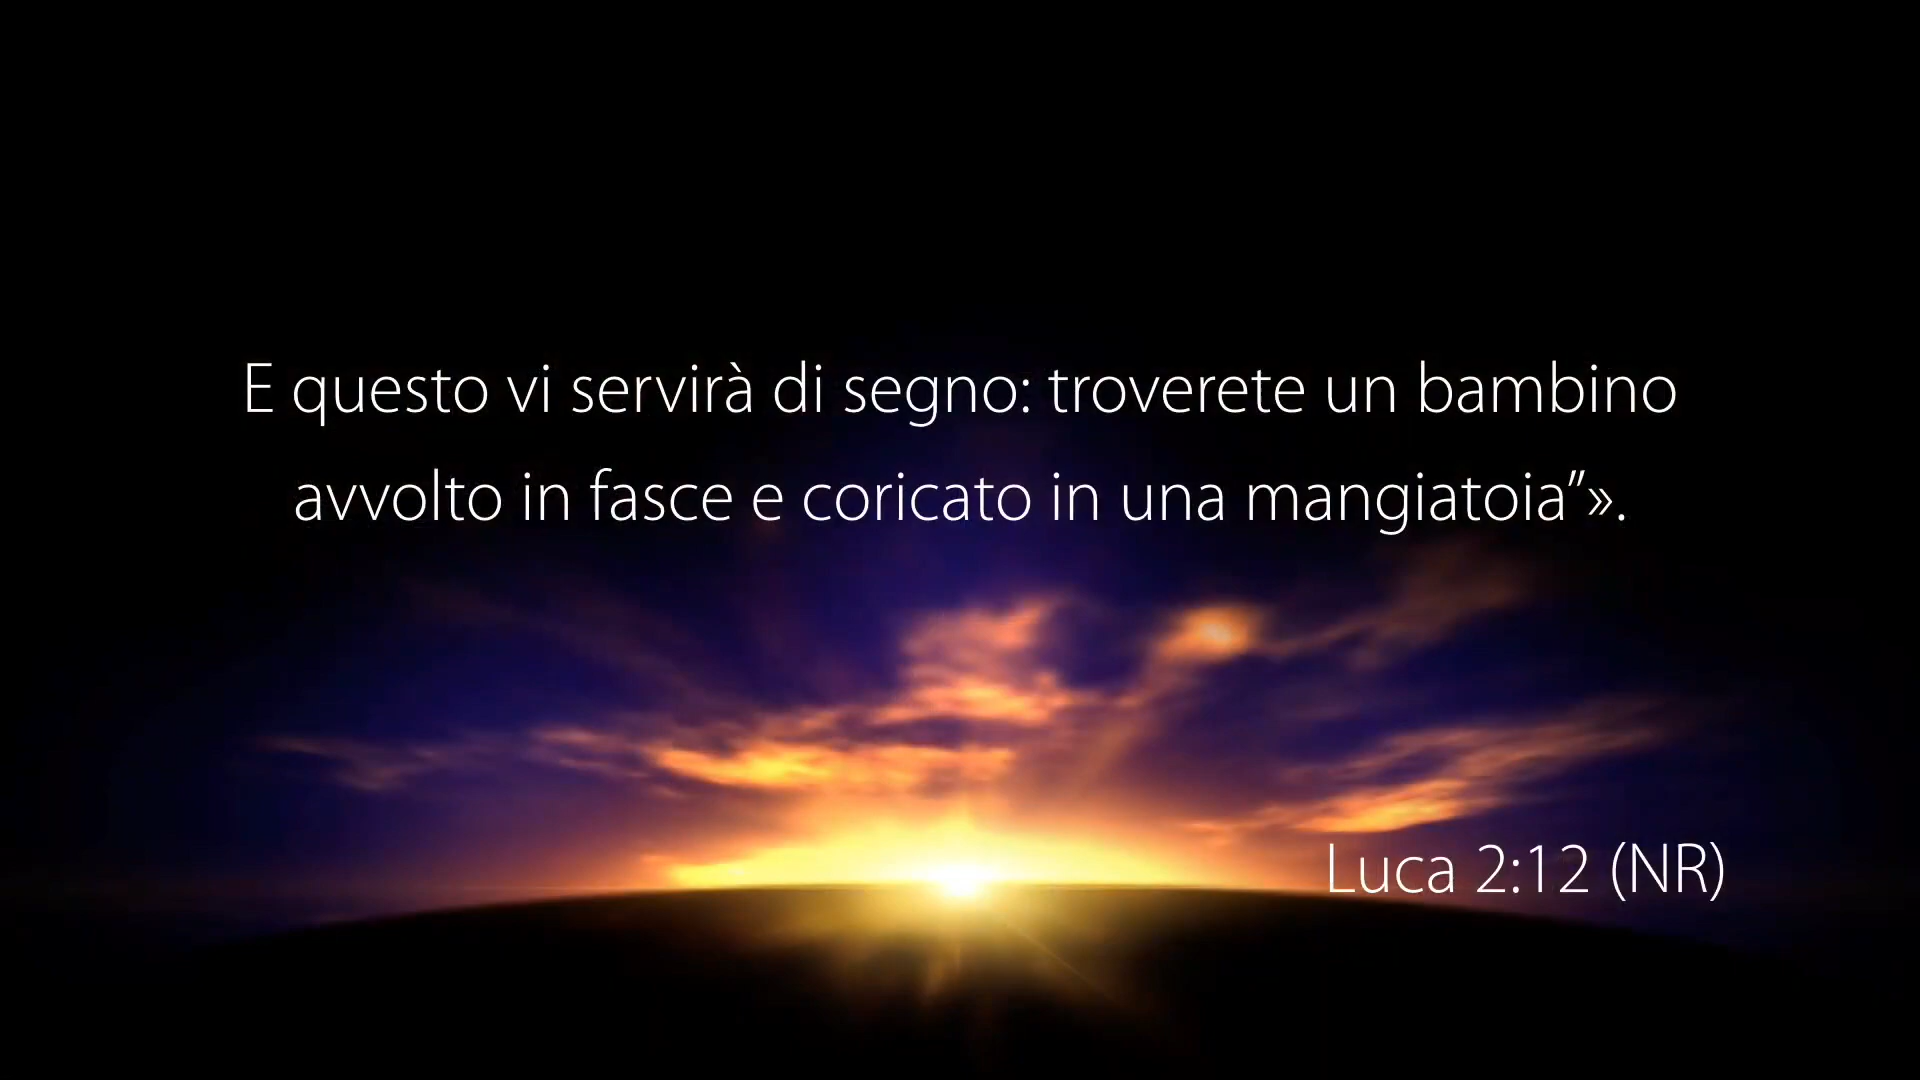 E questo vi servirà di segno: troverete un bambino
avvolto in fasce e coricato in una mangiatoia”».
Luca 2:12 (NR)